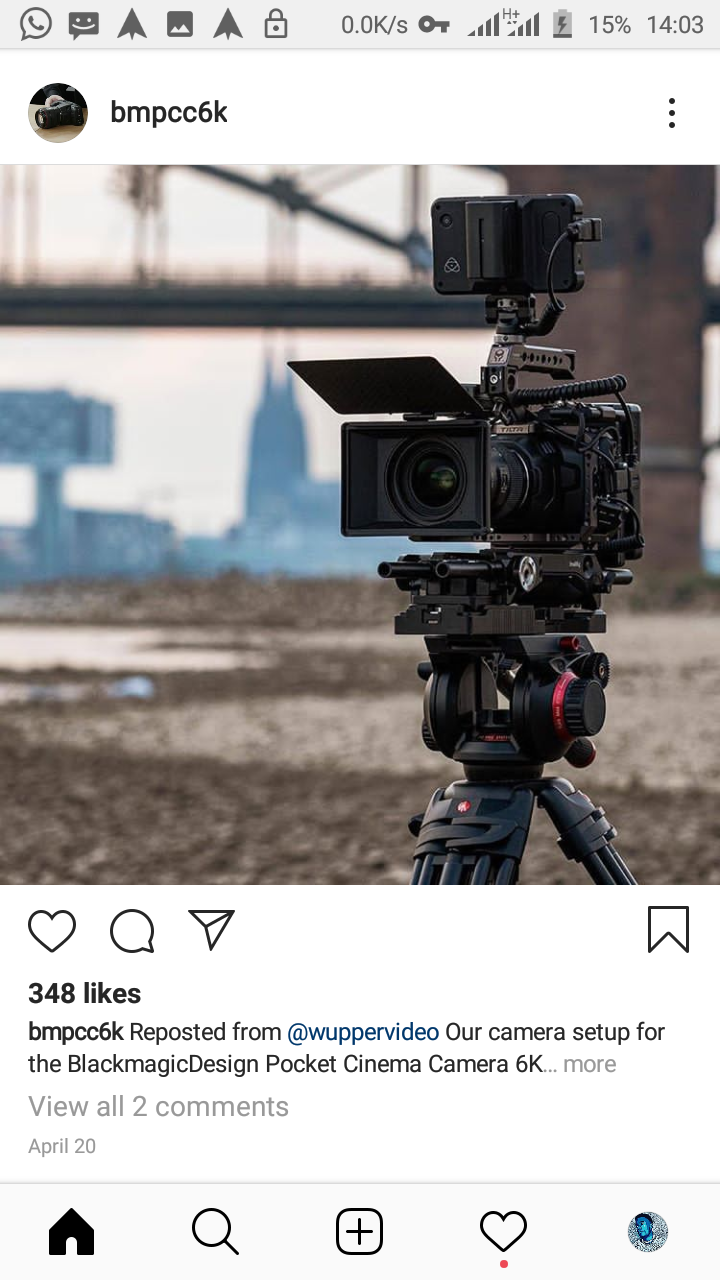 0.0K/s H+ 15% 14:03
bmpcc6k
TILTA
348 likes
bmpcc6k Reposted from @wuppervideo Our camera setup for
the BlackmagicDesign Pocket Cinema Camera 6K... more
View all 2 comments
April 20